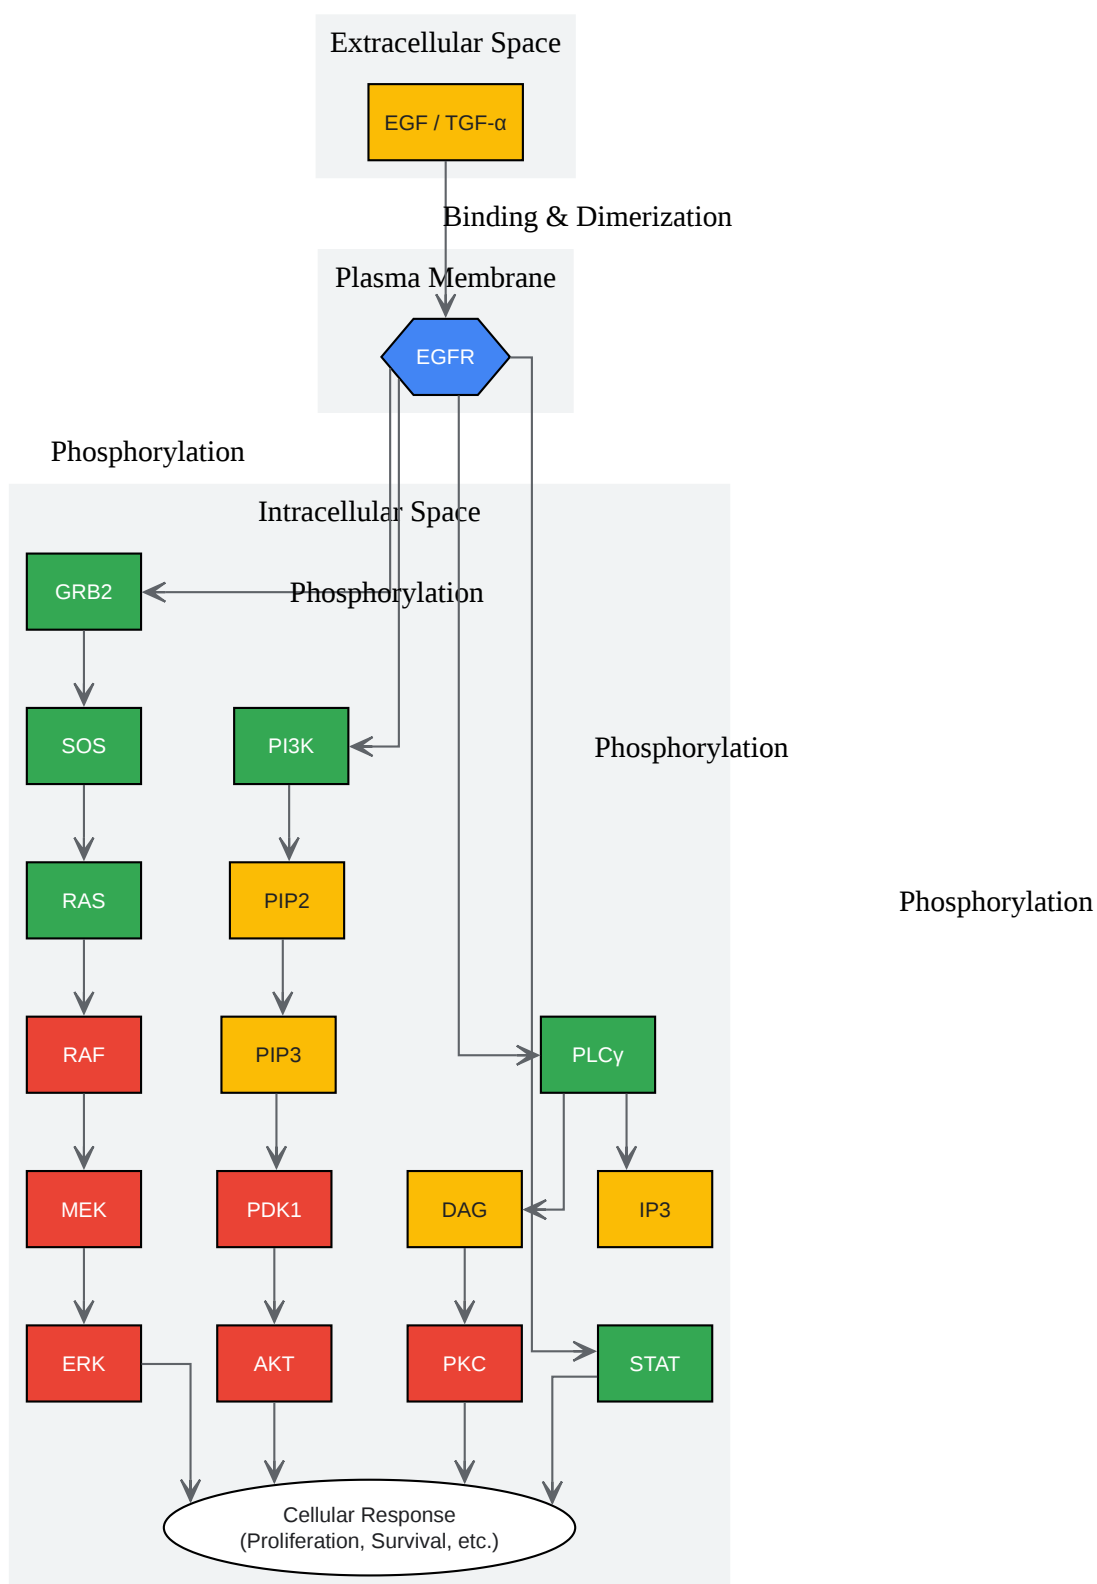 Extracellular Space
EGF / TGF-α
Binding & Dimerization
Plasma Membrane
EGFR
Phosphorylation
Intracellular Space
GRB2
Phosphorylation
SOS
PI3K
Phosphorylation
RAS
PIP2
Phosphorylation
RAF
PIP3
PLCγ
MEK
PDK1
DAG
IP3
ERK
AKT
PKC
STAT
Cellular Response
(Proliferation, Survival, etc.)